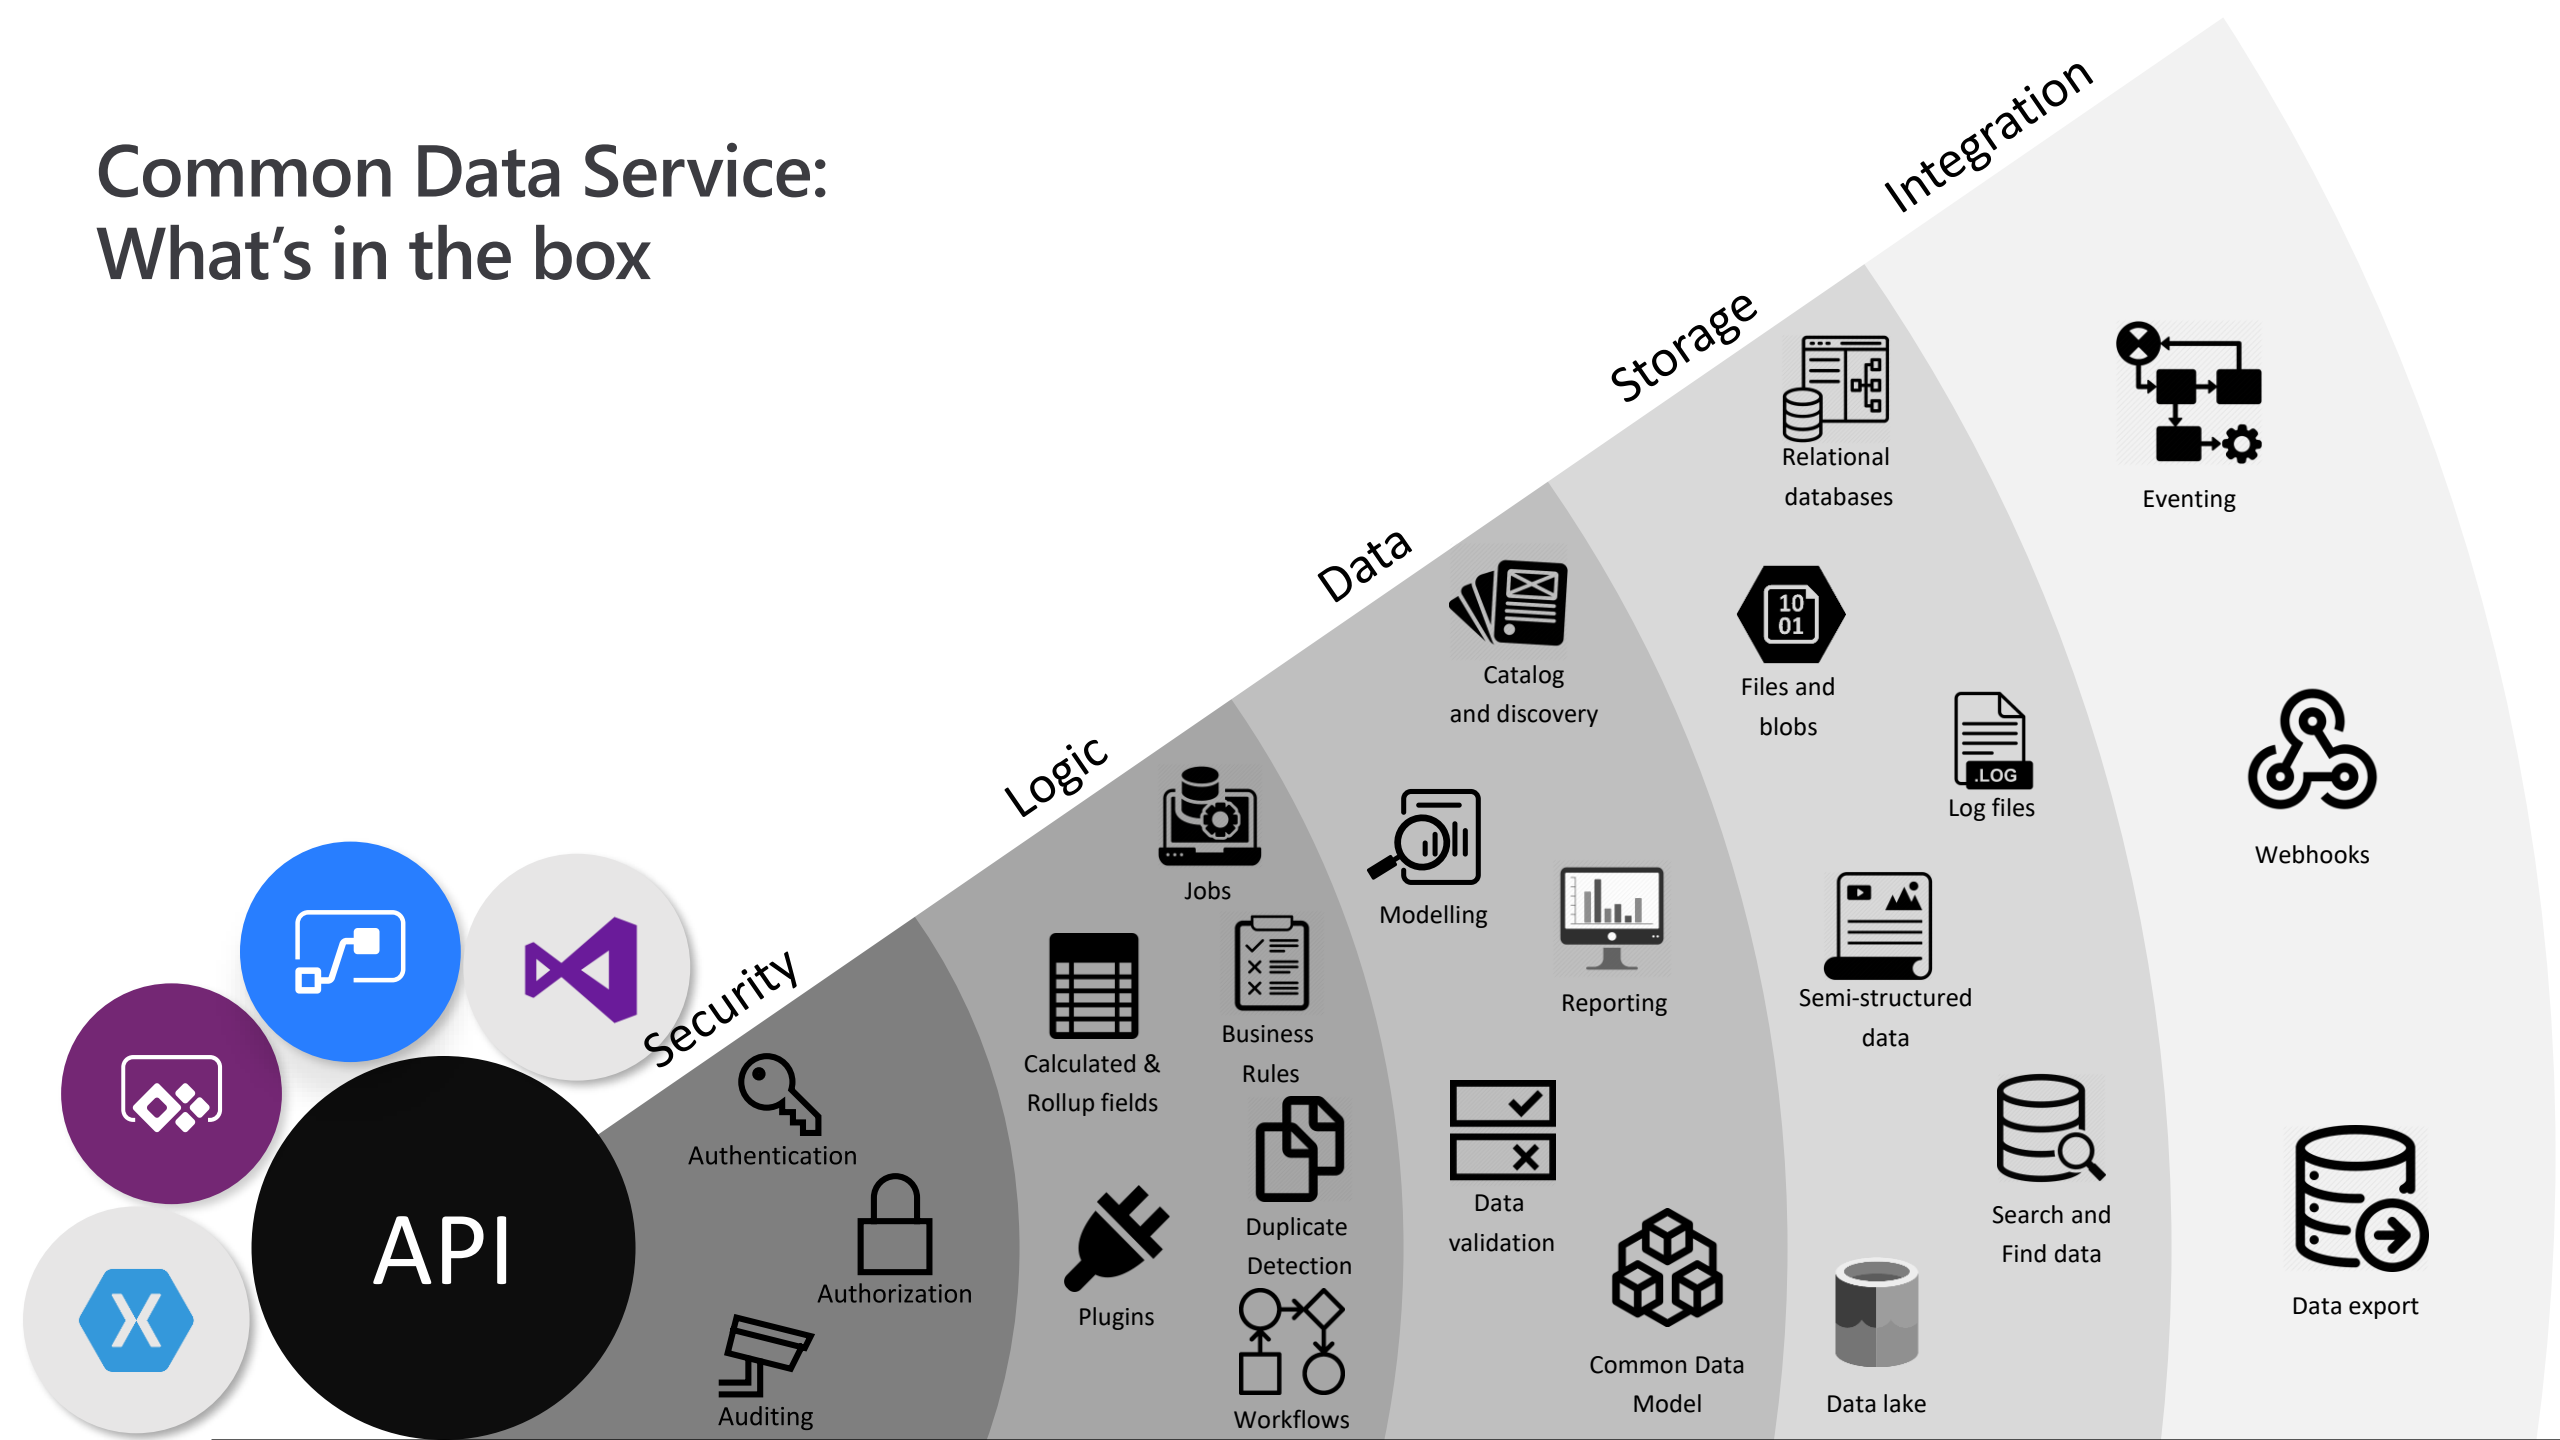 Common Data Service:
What's in the box
API
Security
Authentication
Authorization
Auditing
Logic
Jobs
Calculated &
Rollup fields
Business
Rules
Duplicate
Detection
Plugins
Workflows
Data
Catalog
and discovery
Modelling
Reporting
Data
validation
Common Data
Model
Storage
Relational
databases
10
01
Files and
blobs
.LOG
Log files
Semi-structured
data
Search and
Find data
Data lake
Integration
Eventing
Webhooks
Data export